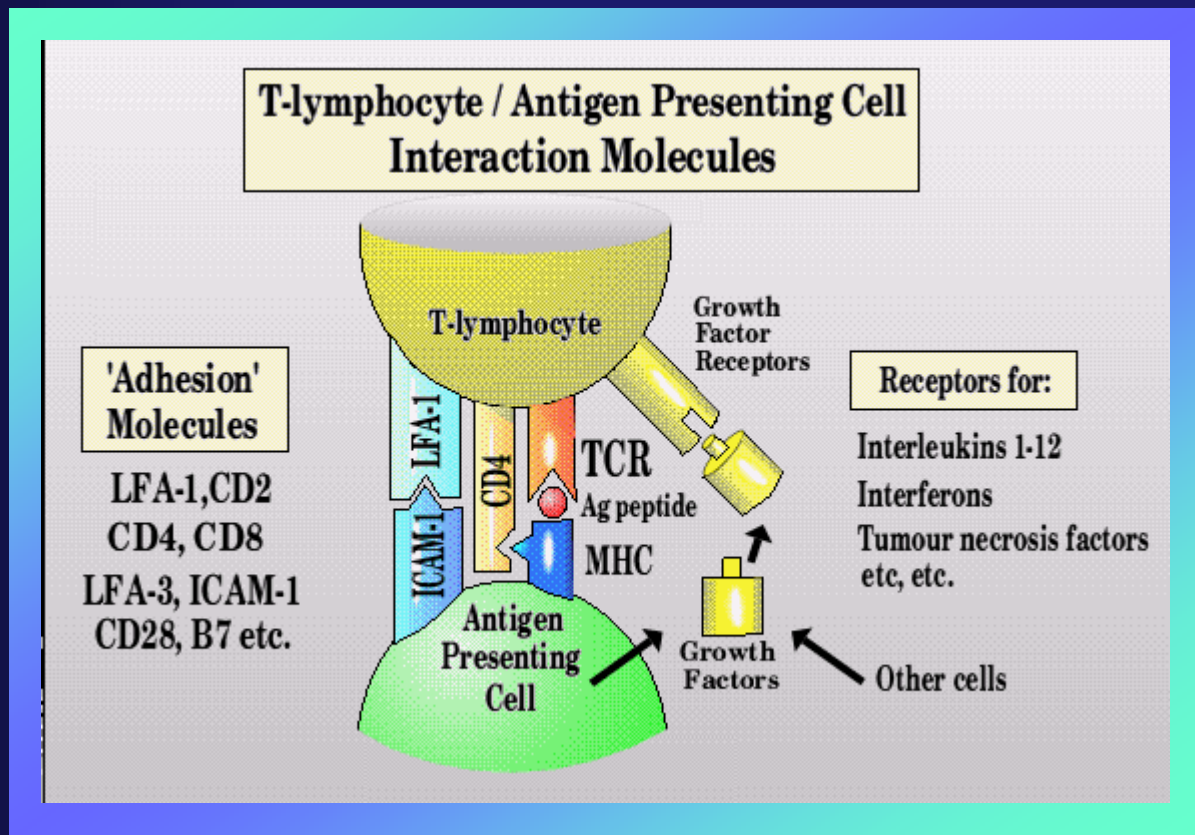 T-lymphocyte / Antigen Presenting Cell
Interaction Molecules
T-lymphocyte
Growth
Factor
Receptors
'Adhesion'
Molecules
LFA-1,CD2
CD4, CD8
LFA-3, ICAM-1
CD28, B7 etc.
LFA-1
ICAM-1
CD4
TCR
Ag peptide
MHC
Antigen
Presenting
Cell
Growth
Factors
Receptors for:
Interleukins 1-12
Interferons
Tumour necrosis factors
etc, etc.
Other cells